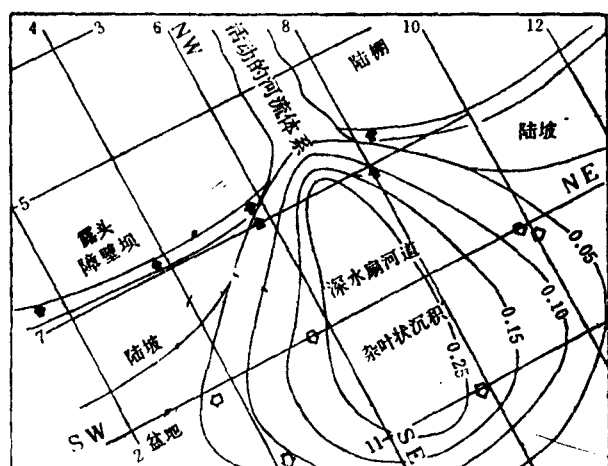 4
3
6
NW
8
10
12
活动的河流体系
陆棚
陆坡
NE
5
露头
障壁坝
深水扇河道
0.05
0.10
0.15
0.25
7
陆坡
朵叶状沉积
SW
2
盆地
11
SE